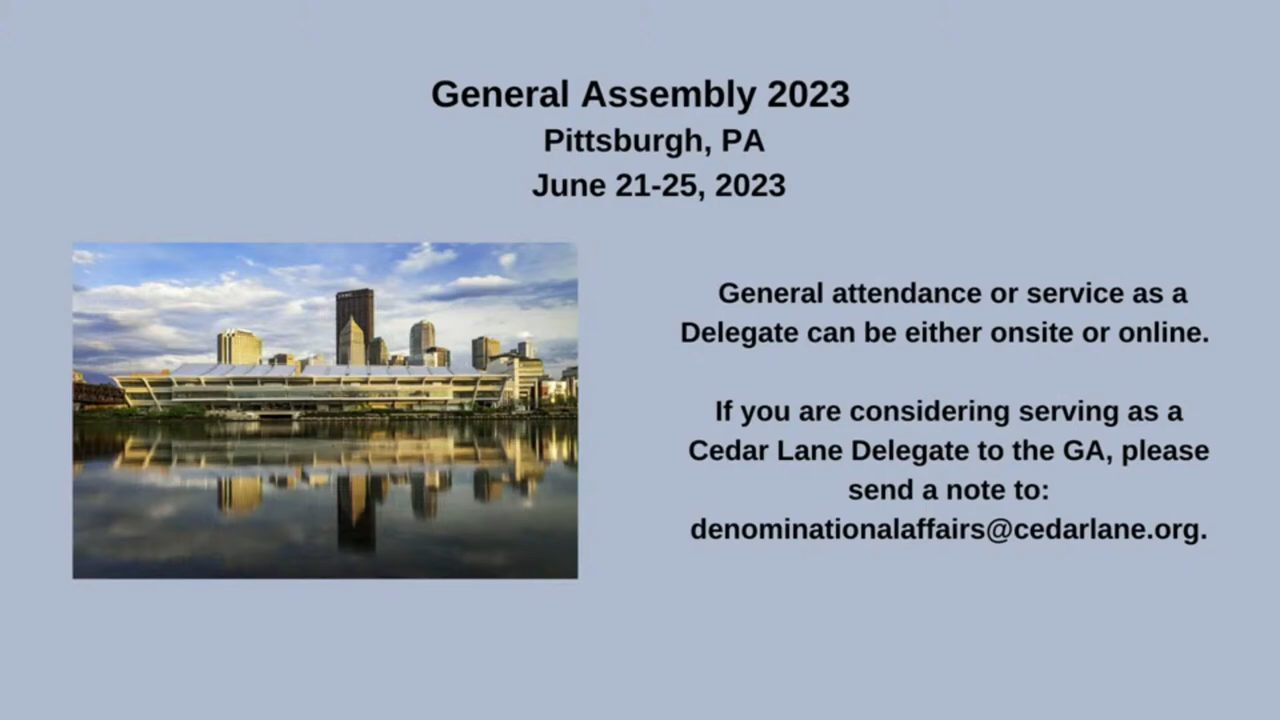 General Assembly 2023
Pittsburgh, PA
June 21-25, 2023
General attendance or service as a
Delegate can be either onsite or online.
If you are considering serving as a
Cedar Lane Delegate to the GA, please
send a note to:
denominationalaffairs@cedarlane.org.